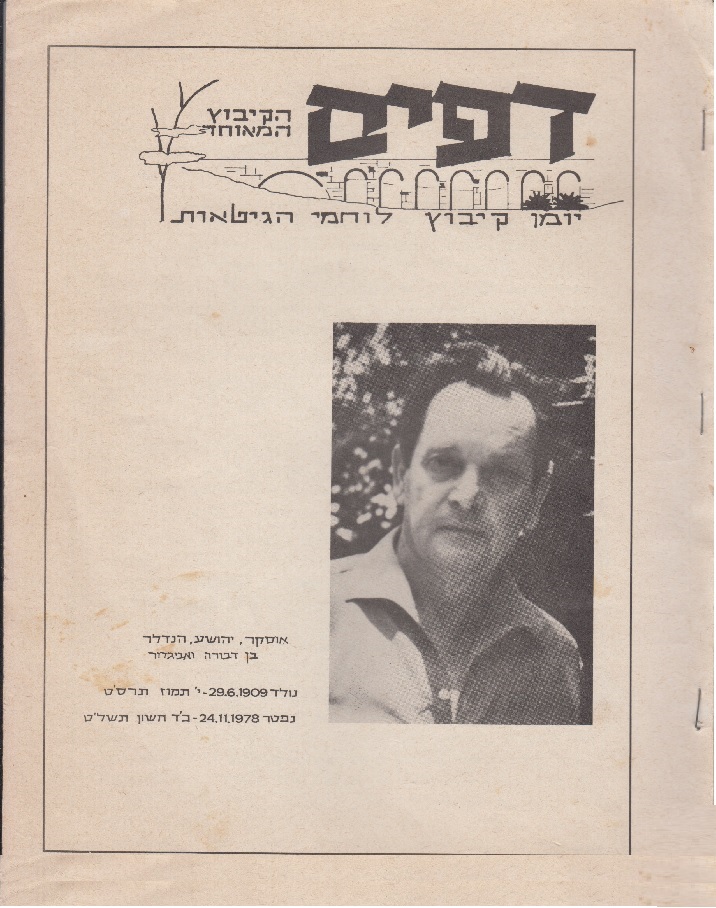 דפים
הקיבוץ
המאוחד
יומן קיבוץ לוחמי הגיטאות
אוסקר, יהושע, הנדלר
בן דבורה ואביגדור
נולד 29.6.1909 - י' תמוז תרס"ט
נפטר 24.11.1978 - כ"ד חשון תשל"ט